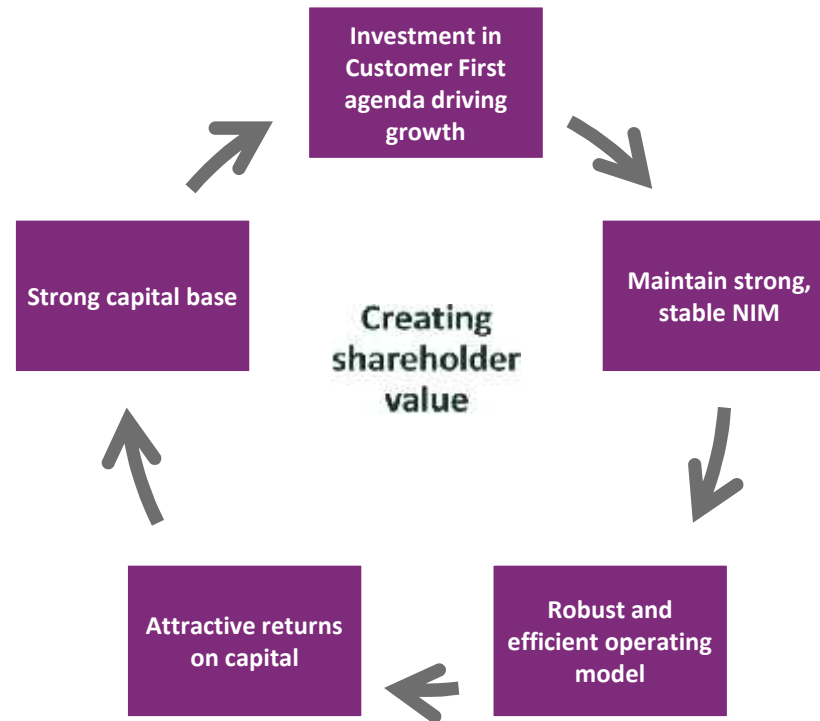 Investment in
Customer First
agenda driving
growth
Strong capital base
Maintain strong,
stable NIM
Creating
shareholder
value
Attractive returns
on capital
Robust and
efficient operating
model